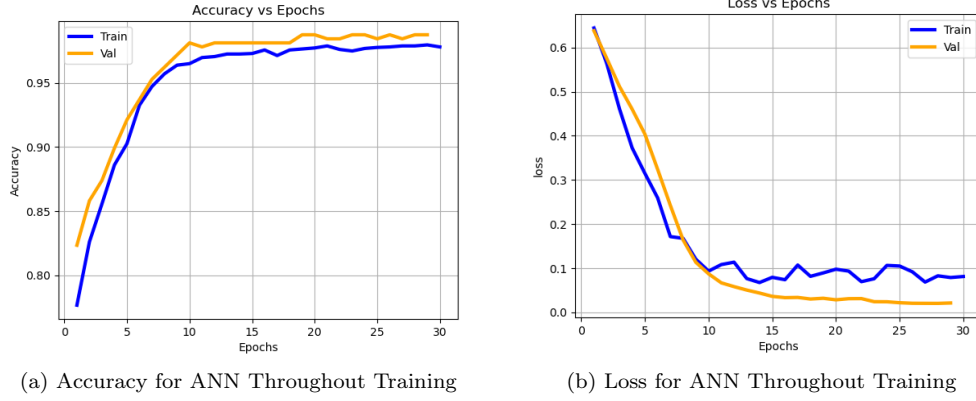 Accuracy vs Epochs
Train
Val
0.95
0.90
0.85
0.80
Accuracy
0 5 10 15 20 25 30
Epochs
(a) Accuracy for ANN Throughout Training
Loss vs Epochs
Train
Val
0.6
0.5
0.4
0.3
0.2
0.1
0.0
loss
0 5 10 15 20 25 30
Epochs
(b) Loss for ANN Throughout Training